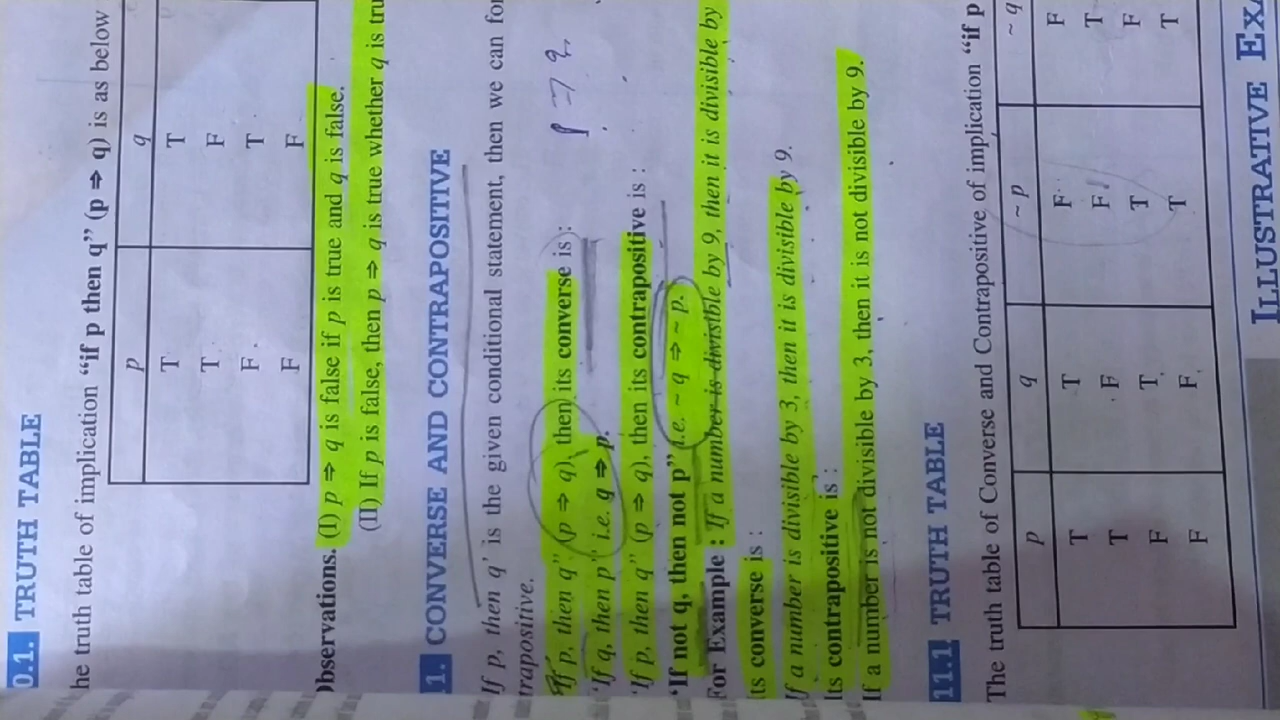 0.1. TRUTH TABLE
he truth table of implication “if p then q” (p ⇒ q) is as below
p q
T T
T F
F T
F F
Observations. (I) p ⇒ q is false if p is true and q is false.
(II) If p is false, then p ⇒ q is true whether q is tru
1. CONVERSE AND CONTRAPOSITIVE
If p, then q’ is the given conditional statement, then we can for
trapositive.
If p, then q” (p ⇒ q), then its converse is :
‘If q, then p” i.e. q ⇒ p.
p ⇒ q
‘If p, then q” (p ⇒ q), then its contrapositive is :
“If not q, then not p” i.e. ~ q ⇒ ~ p.
For Example : If a number is divisible by 9, then it is divisible by
ts converse is :
If a number is divisible by 3, then it is divisible by 9.
Its contrapositive is :
If a number is not divisible by 3, then it is not divisible by 9.
11.1 TRUTH TABLE
The truth table of Converse and Contrapositive of implication “if p
p q ~ p ~ q
T T F F
T F F T
F T T F
F F T T
ILLUSTRATIVE EXA